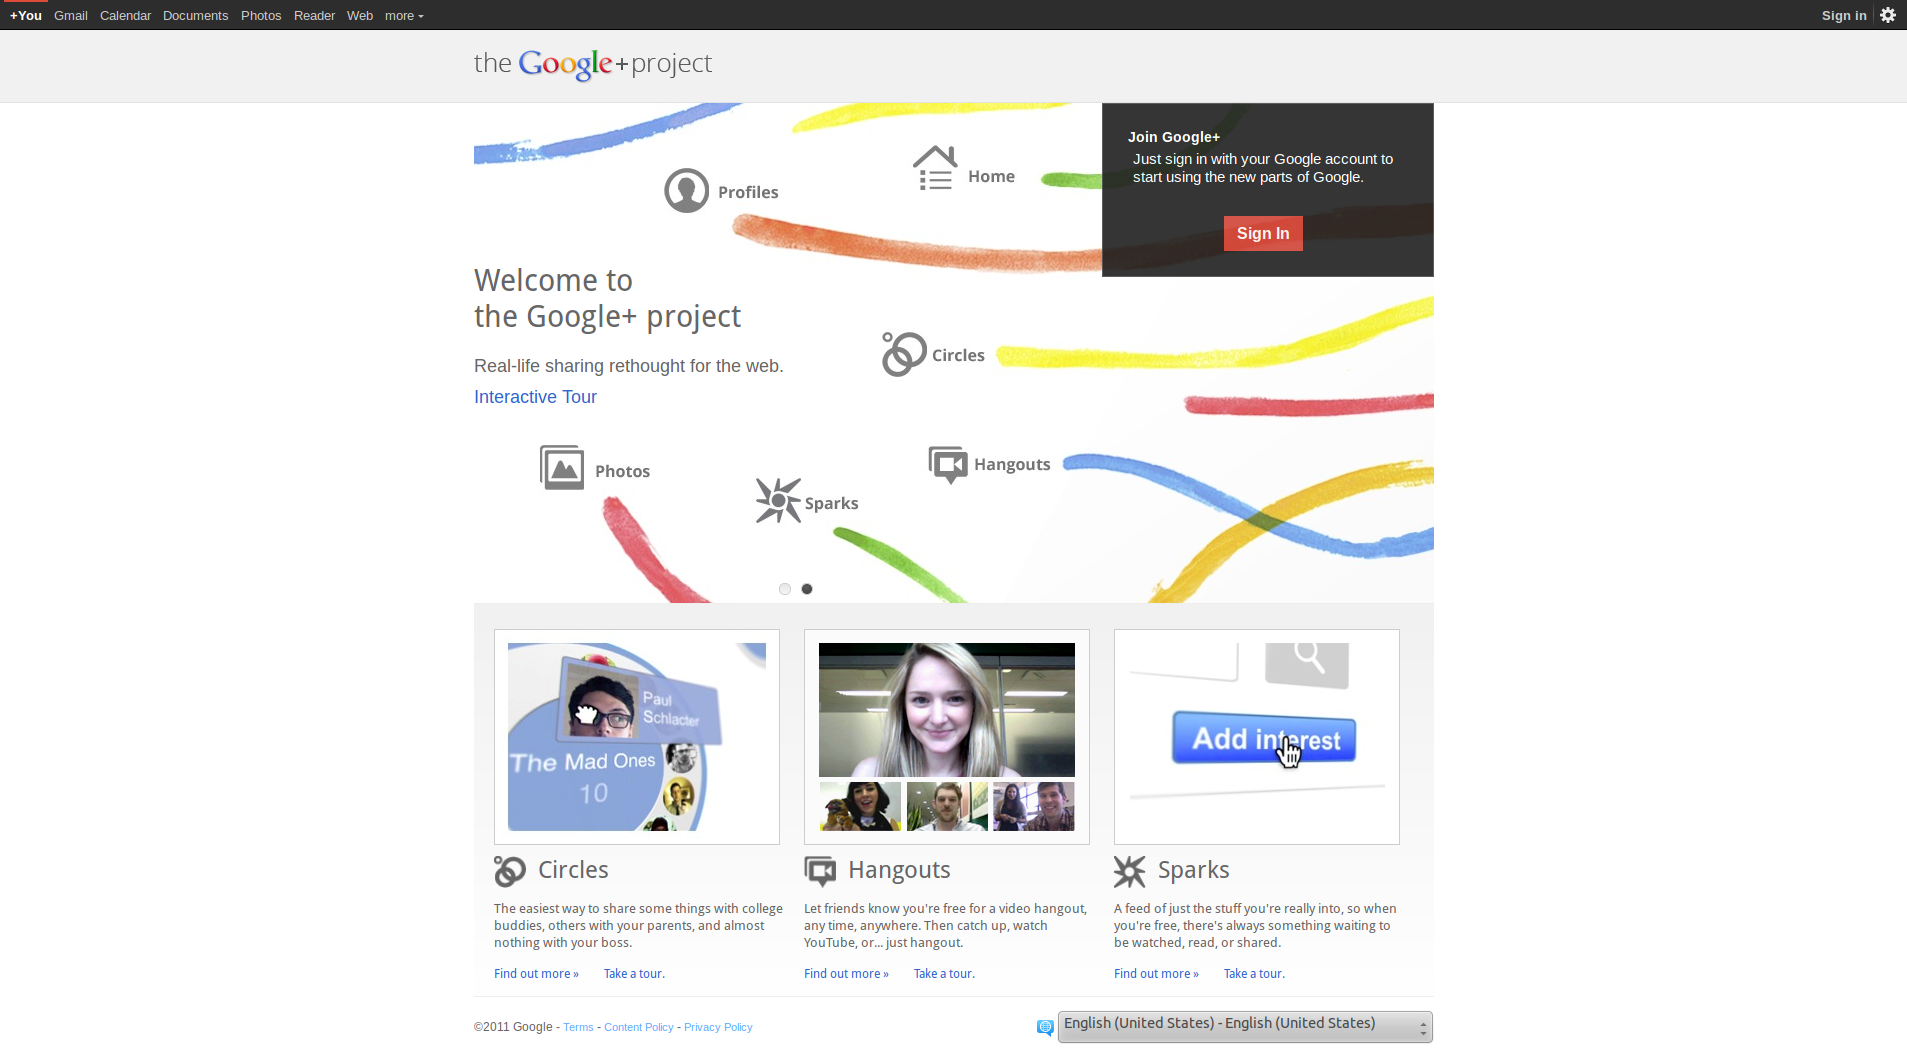 +You Gmail Calendar Documents Photos Reader Web more
Sign in
the Google+project
Join Google+
Just sign in with your Google account to
start using the new parts of Google.
Sign In
Home
Profiles
Welcome to
the Google+ project
Real-life sharing rethought for the web.
Interactive Tour
Circles
Photos
Sparks
Hangouts
Paul
Schlacter
The Mad Ones
10
Add interest
Circles
The easiest way to share some things with college
buddies, others with your parents, and almost
nothing with your boss.
Find out more » Take a tour.
Hangouts
Let friends know you're free for a video hangout,
any time, anywhere. Then catch up, watch
YouTube, or... just hangout.
Find out more » Take a tour.
Sparks
A feed of just the stuff you're really into, so when
you're free, there's always something waiting to
be watched, read, or shared.
Find out more » Take a tour.
©2011 Google - Terms - Content Policy - Privacy Policy
English (United States) - English (United States)